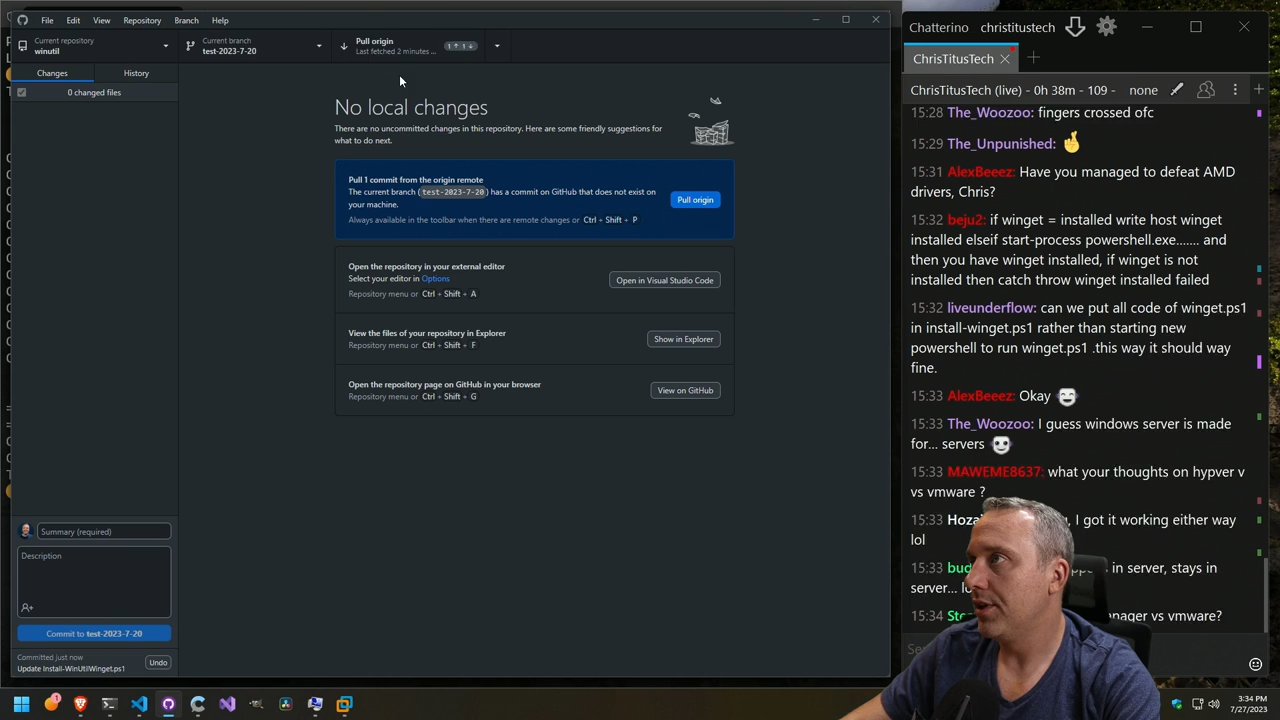 File Edit View Repository Branch Help
Current repository
winutil
Current branch
test-2023-7-20
Pull origin
Last fetched 2 minutes ...
1 1
Changes
History
0 changed files
No local changes
There are no uncommitted changes in this repository. Here are some friendly suggestions for
what to do next.
Pull 1 commit from the origin remote
The current branch (test-2023-7-20) has a commit on GitHub that does not exist on
your machine.
Always available in the toolbar when there are remote changes or Ctrl + Shift + P
Pull origin
Open the repository in your external editor
Select your editor in Options
Repository menu or Ctrl + Shift + A
Open in Visual Studio Code
View the files of your repository in Explorer
Repository menu or Ctrl + Shift + F
Show in Explorer
Open the repository page on GitHub in your browser
Repository menu or Ctrl + Shift + G
View on GitHub
Summary (required)
Description
Commit to test-2023-7-20
Committed just now
Update Install-WinUtilWinget.ps1
Undo
Chatterino christitustech
ChrisTitusTech
ChrisTitusTech (live) - 0h 38m - 109 - none
15:28 The_Woozoo: fingers crossed ofc
15:29 The_Unpunished:
15:31 AlexBeeez: Have you managed to defeat AMD
drivers, Chris?
15:32 beju2: if winget = installed write host winget
installed elseif start-process powershell.exe....... and
then you have winget installed, if winget is not
installed then catch throw winget installed failed
15:32 liveunderflow: can we put all code of winget.ps1
in install-winget.ps1 rather than starting new
powershell to run winget.ps1 .this way it should way
fine.
15:33 AlexBeeez: Okay
15:33 The_Woozoo: I guess windows server is made
for... servers
15:33 MAWEME8637: what your thoughts on hypver v
vs vmware ?
15:33 , I got it working either way
lol
15:33 in server, stays in
server...
15:34 vs vmware?
3:34 PM
7/27/2023